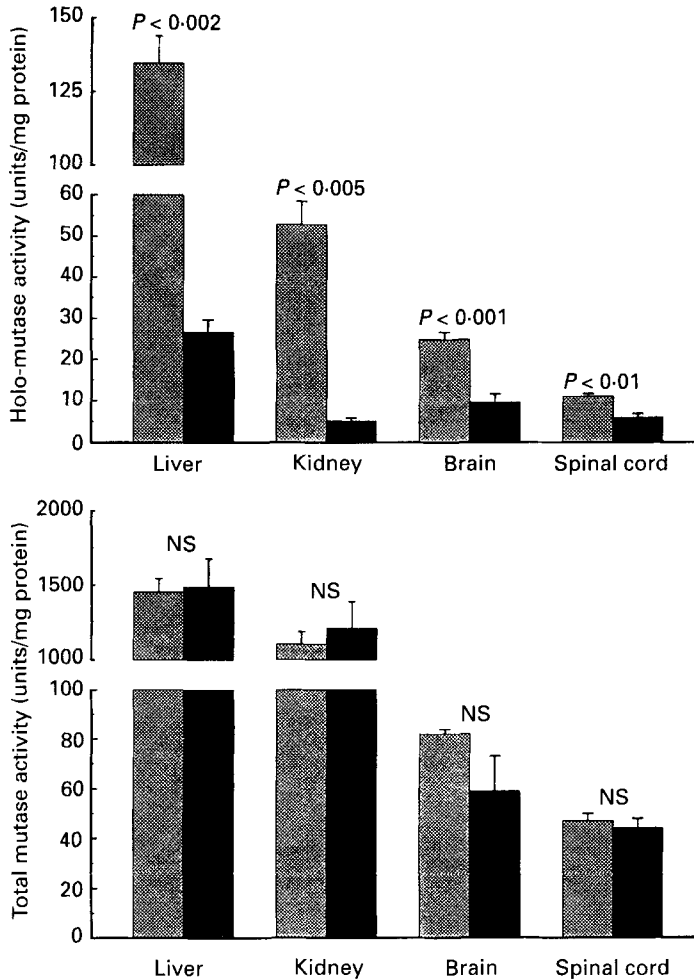 Holo-mutase activity (units/mg protein)
150
125
100
60
50
40
30
20
10
0
P < 0·002
P < 0·005
P < 0·001
P < 0·01
Liver Kidney Brain Spinal cord
Total mutase activity (units/mg protein)
2000
1500
1000
100
80
60
40
20
0
NS
NS
NS
NS
Liver Kidney Brain Spinal cord